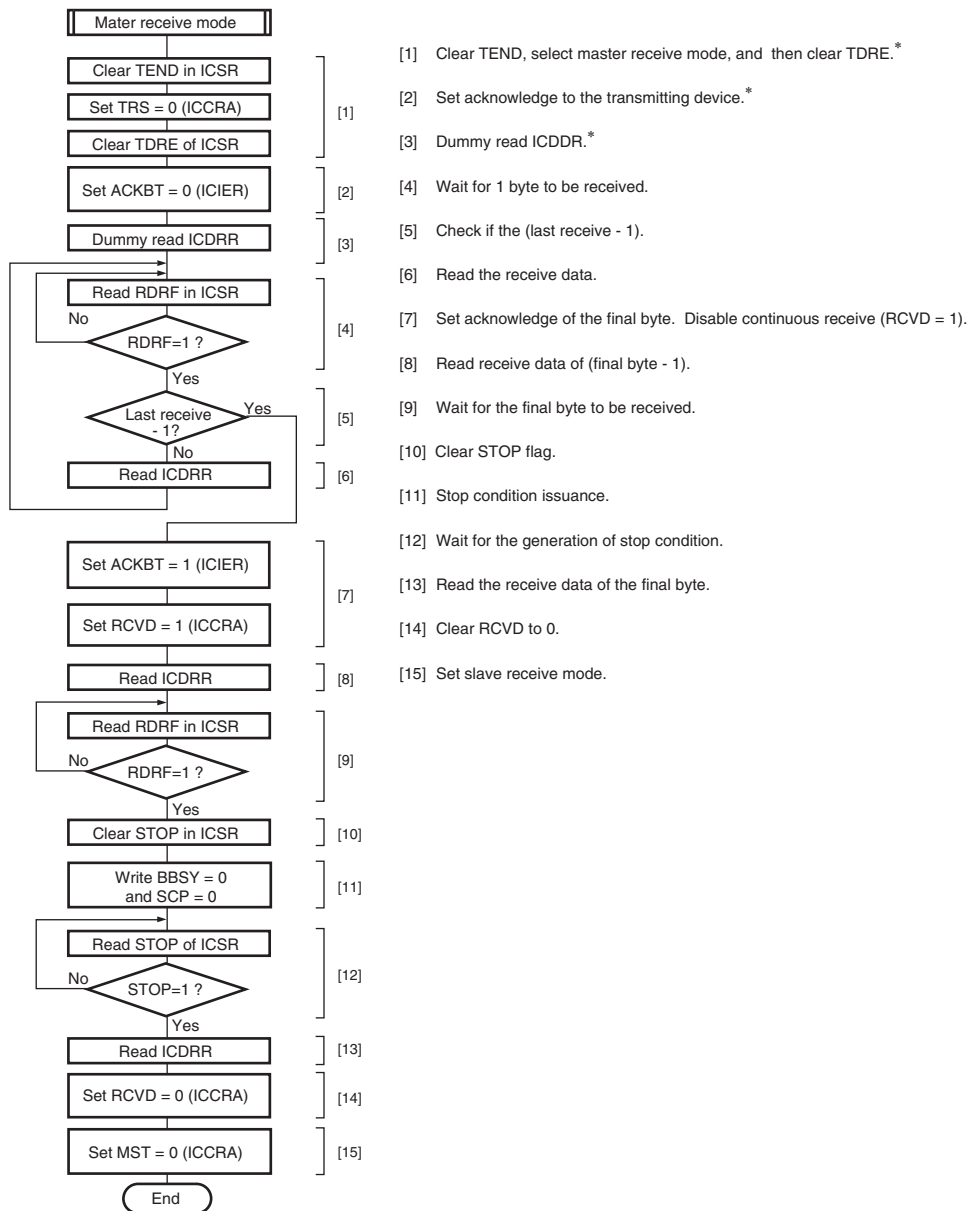 Mater receive mode
Clear TEND in ICSR
Set TRS = 0 (ICCRA)
Clear TDRE of ICSR
[1]
Set ACKBT = 0 (ICIER)
[2]
Dummy read ICDRR
[3]
Read RDRF in ICSR
No
RDRF=1 ?
[4]
Yes
Last receive
- 1?
Yes
[5]
No
Read ICDRR
[6]
Set ACKBT = 1 (ICIER)
[7]
Set RCVD = 1 (ICCRA)
Read ICDRR
[8]
Read RDRF in ICSR
No
RDRF=1 ?
[9]
Yes
Clear STOP in ICSR
[10]
Write BBSY = 0
and SCP = 0
[11]
Read STOP of ICSR
No
STOP=1 ?
[12]
Yes
Read ICDRR
[13]
Set RCVD = 0 (ICCRA)
[14]
Set MST = 0 (ICCRA)
[15]
End
[1] Clear TEND, select master receive mode, and then clear TDRE.*
[2] Set acknowledge to the transmitting device.*
[3] Dummy read ICDDR.*
[4] Wait for 1 byte to be received.
[5] Check if the (last receive - 1).
[6] Read the receive data.
[7] Set acknowledge of the final byte. Disable continuous receive (RCVD = 1).
[8] Read receive data of (final byte - 1).
[9] Wait for the final byte to be received.
[10] Clear STOP flag.
[11] Stop condition issuance.
[12] Wait for the generation of stop condition.
[13] Read the receive data of the final byte.
[14] Clear RCVD to 0.
[15] Set slave receive mode.